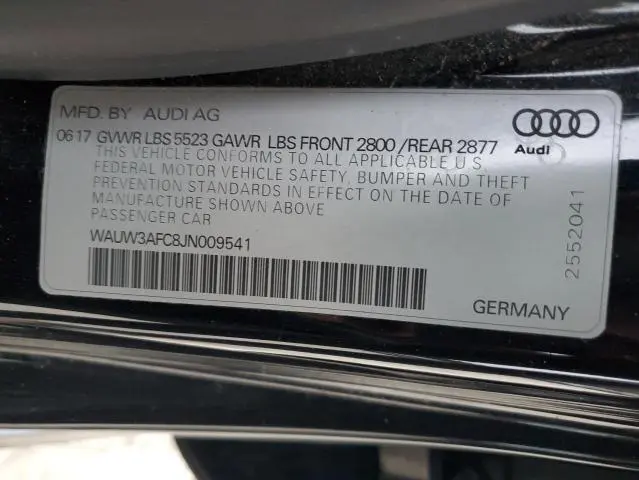 MFD. BY AUDI AG
06 17 GVWR LBS 5523 GAWR LBS FRONT 2800 /REAR 2877
THIS VEHICLE CONFORMS TO ALL APPLICABLE U.S.
FEDERAL MOTOR VEHICLE SAFETY, BUMPER AND THEFT
PREVENTION STANDARDS IN EFFECT ON THE DATE OF
MANUFACTURE SHOWN ABOVE
PASSENGER CAR
WAUW3AFC8JN009541
Audi
2552041
GERMANY